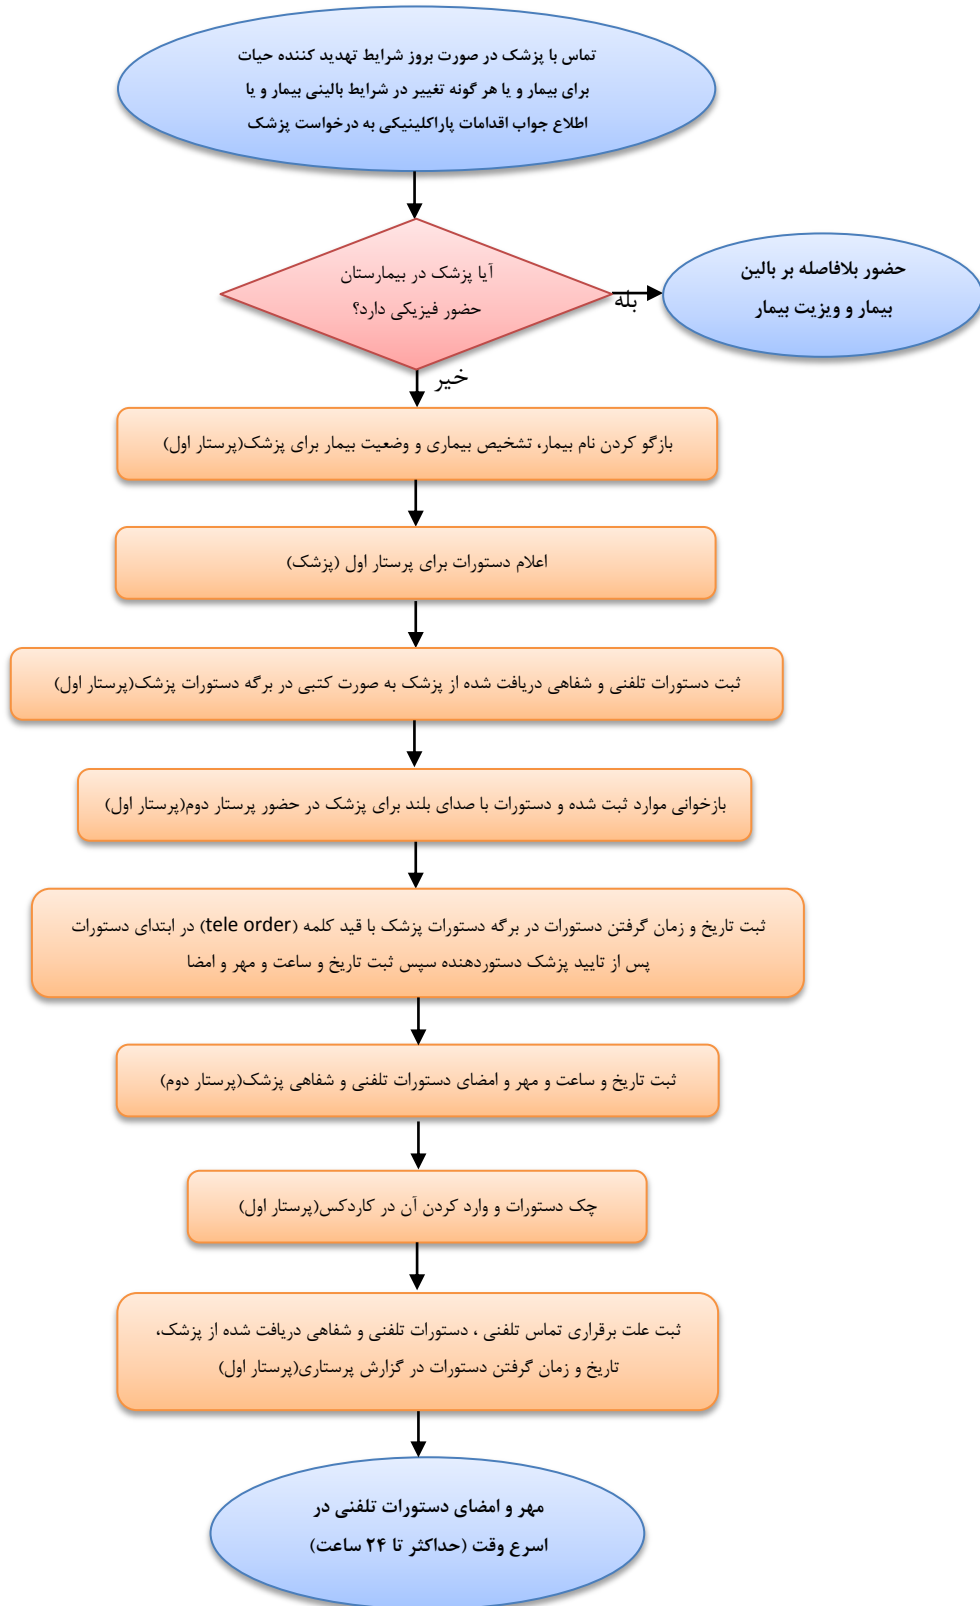 تماس با پزشک در صورت بروز شرایط تهدید کننده حیات
برای بیمار و یا هر گونه تغییر در شرایط بالینی بیمار و یا
اطلاع جواب اقدامات پاراکلینیکی به درخواست پزشک
آیا پزشک در بیمارستان
حضور فیزیکی دارد؟
بله
حضور بلافاصله بر بالین
بیمار و ویزیت بیمار
خیر
بازگو کردن نام بیمار، تشخیص بیماری و وضعیت بیمار برای پزشک(پرستار اول)
اعلام دستورات برای پرستار اول (پزشک)
ثبت دستورات تلفنی و شفاهی دریافت شده از پزشک به صورت کتبی در برگه دستورات پزشک(پرستار اول)
بازخوانی موارد ثبت شده و دستورات با صدای بلند برای پزشک در حضور پرستار دوم(پرستار اول)
ثبت تاریخ و زمان گرفتن دستورات در برگه دستورات پزشک با قید کلمه (tele order) در ابتدای دستورات
پس از تایید پزشک دستوردهنده سپس ثبت تاریخ و ساعت و مهر و امضا
ثبت تاریخ و ساعت و مهر و امضای دستورات تلفنی و شفاهی پزشک(پرستار دوم)
چک دستورات و وارد کردن آن در کاردکس(پرستار اول)
ثبت علت برقراری تماس تلفنی ، دستورات تلفنی و شفاهی دریافت شده از پزشک،
تاریخ و زمان گرفتن دستورات در گزارش پرستاری(پرستار اول)
مهر و امضای دستورات تلفنی در
اسرع وقت (حداکثر تا ۲۴ ساعت)